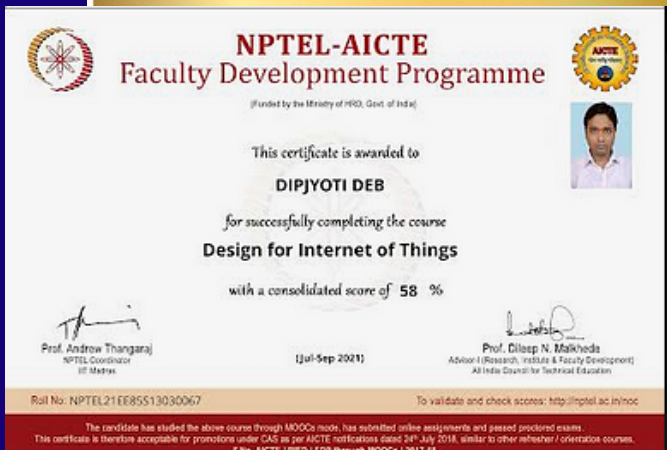 NPTEL-AICTE
Faculty Development Programme
(Funded by the Ministry of HRD, Govt. of India)
AICTE
This certificate is awarded to
DIPJYOTI DEB
for successfully completing the course
Design for Internet of Things
with a consolidated score of 58 %
Prof. Andrew Thangaraj
NPTEL Coordinator
IIT Madras
(Jul-Sep 2021)
Prof. Dileep N. Malkhede
Advisor-I (Research, Institute & Faculty Development)
All India Council for Technical Education
Roll No: NPTEL21EE85S13030067
To validate and check scores: http://nptel.ac.in/noc
The candidate has studied the above course through MOOCs mode, has submitted online assignments and passed proctored exams.
This certificate is therefore acceptable for promotions under CAS as per AICTE notifications dated 24th July 2018, similar to other refresher / orientation courses.